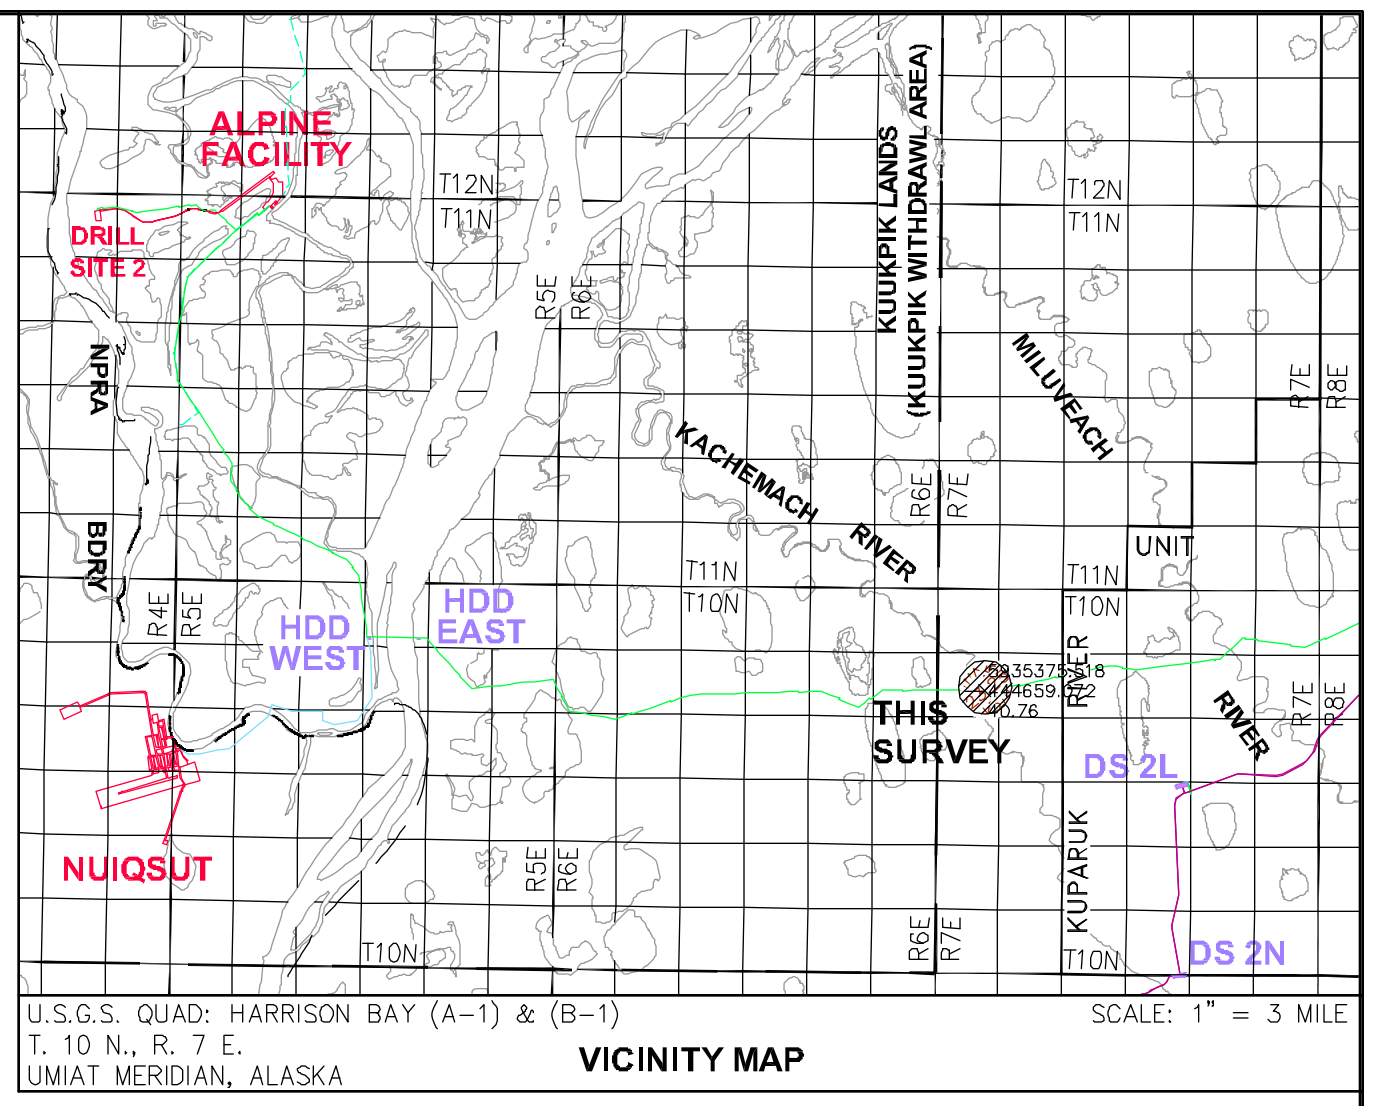 ALPINE
FACILITY
T12N
T11N
KUUKPIK LANDS
(KUUKPIK WITHDRAWL AREA)
T12N
T11N
DRILL
SITE 2
R5E
R6E
NPRA
MILUVEACH
R7E
R8E
KACHEMACH
RIVER
R6E
R7E
BDRY
UNIT
T11N
T10N
T11N
T10N
R4E
R5E
HDD
WEST
HDD
EAST
RIVER
5935375.518
444659.072
40.76
THIS
SURVEY
RIVER
R7E
R8E
DS 2L
NUIQSUT
R5E
R6E
KUPARUK
R6E
R7E
T10N
T10N
DS 2N
U.S.G.S. QUAD: HARRISON BAY (A-1) & (B-1)
SCALE: 1" = 3 MILE
T. 10 N., R. 7 E.
UMIAT MERIDIAN, ALASKA
VICINITY MAP